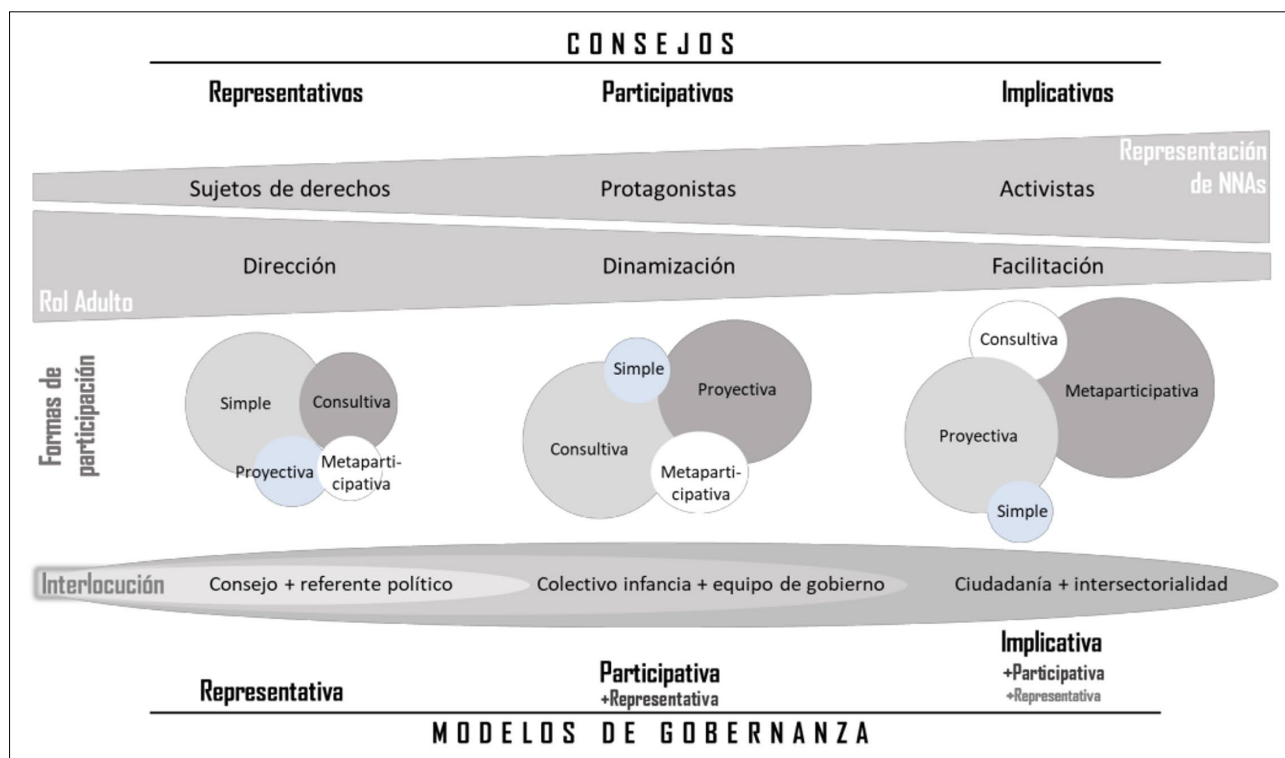 CONSEJOS
Representativos
Participativos
Implicativos
Representación
de NNAs
Sujetos de derechos
Protagonistas
Activistas
Dirección
Dinamización
Facilitación
Rol Adulto
Formas de
participación
Simple
Consultiva
Proyectiva
Metaparti-
cipativa
Simple
Proyectiva
Consultiva
Metaparti-
cipativa
Consultiva
Metaparticipativa
Proyectiva
Simple
Interlocución
Consejo + referente político
Colectivo infancia + equipo de gobierno
Ciudadanía + intersectorialidad
Representativa
Participativa
+Representativa
Implicativa
+Participativa
+Representativa
MODELOS DE GOBERNANZA